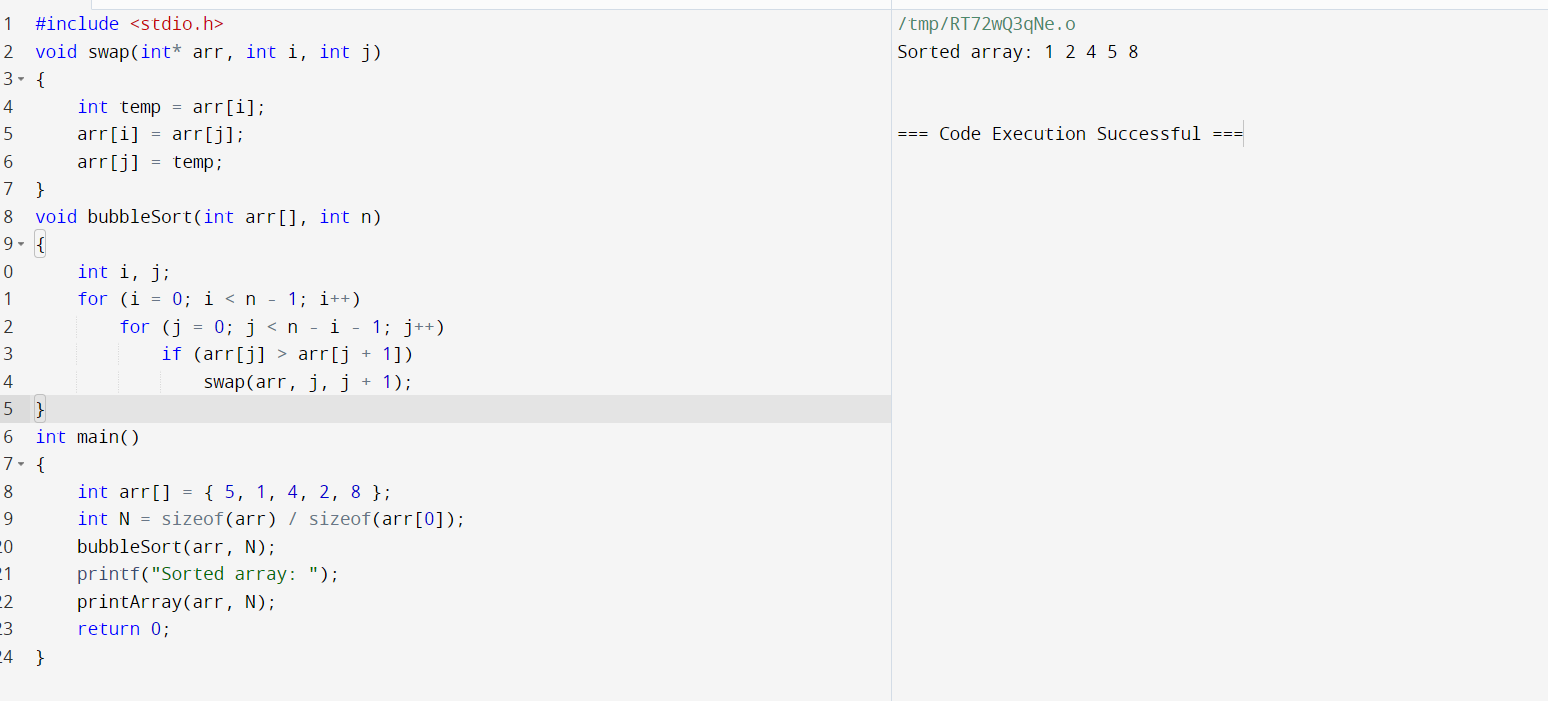 1 #include <stdio.h>
2 void swap(int* arr, int i, int j)
3 {
4 int temp = arr[i];
5 arr[i] = arr[j];
6 arr[j] = temp;
7 }
8 void bubbleSort(int arr[], int n)
9 {
0 int i, j;
1 for (i = 0; i < n - 1; i++)
2 for (j = 0; j < n - i - 1; j++)
3 if (arr[j] > arr[j + 1])
4 swap(arr, j, j + 1);
5 }
6 int main()
7 {
8 int arr[] = { 5, 1, 4, 2, 8 };
9 int N = sizeof(arr) / sizeof(arr[0]);
20 bubbleSort(arr, N);
21 printf("Sorted array: ");
22 printArray(arr, N);
23 return 0;
24 }
/tmp/RT72wQ3qNe.o
Sorted array: 1 2 4 5 8
=== Code Execution Successful ===